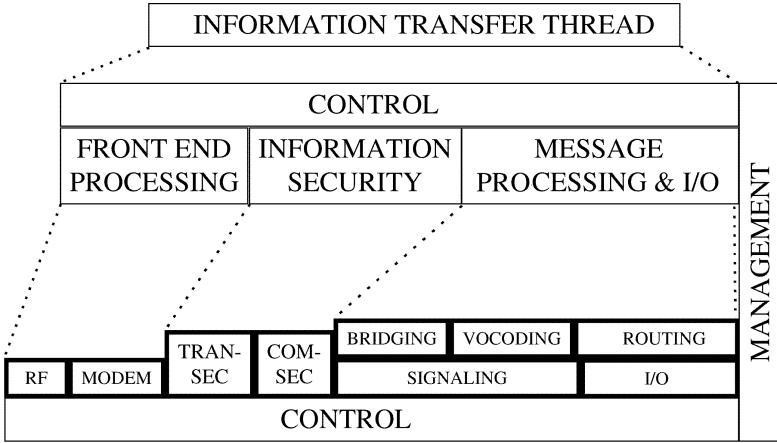 INFORMATION TRANSFER THREAD
CONTROL
FRONT END
PROCESSING
INFORMATION
SECURITY
MESSAGE
PROCESSING & I/O
MANAGEMENT
BRIDGING
VOCODING
ROUTING
TRAN-
SEC
COM-
SEC
RF
MODEM
SIGNALING
I/O
CONTROL